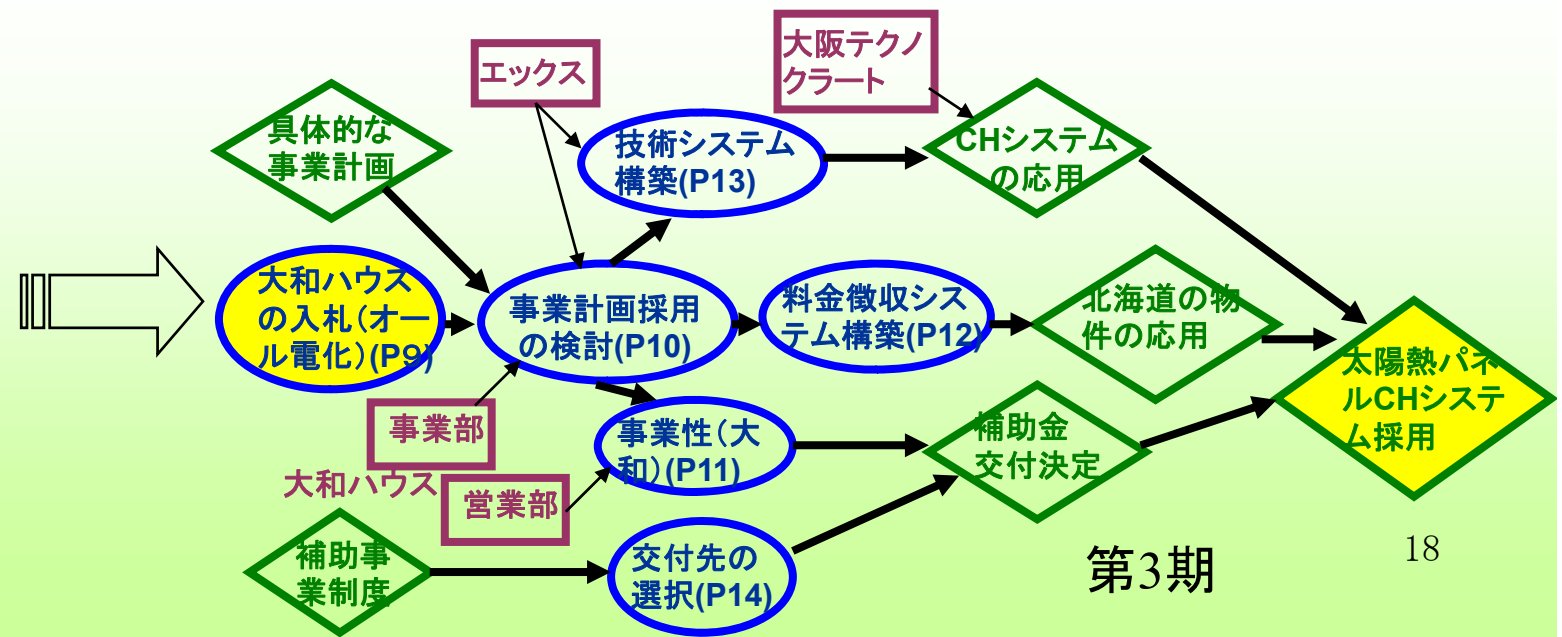 エックス
大阪テクノ
クラート
具体的な
事業計画
技術システム
構築(P13)
CHシステム
の応用
大和ハウス
の入札(オー
ル電化)(P9)
事業計画採用
の検討(P10)
料金徴収シス
テム構築(P12)
北海道の物
件の応用
太陽熱パネ
ルCHシステ
ム採用
事業部
大和ハウス
営業部
事業性(大
和)(P11)
補助金
交付決定
補助事
業制度
交付先の
選択(P14)
第3期
18